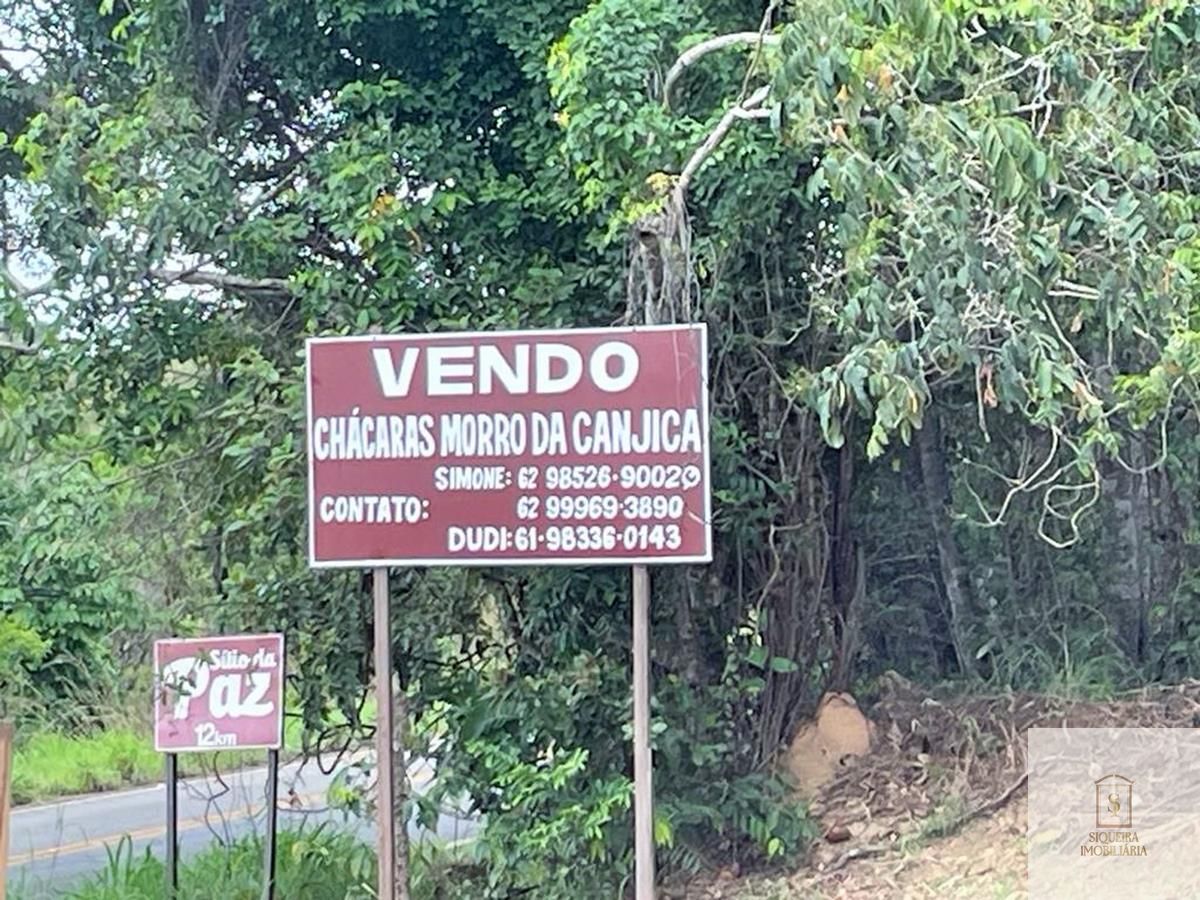 VENDO
CHÁCARAS MORRO DA CANJICA
SIMONE: 62 98526-9002
CONTATO: 62 99969-3890
DUDI: 61-98336-0143
Sítio da
Paz
12km
S
SIQUEIRA
IMOBILIÁRIA